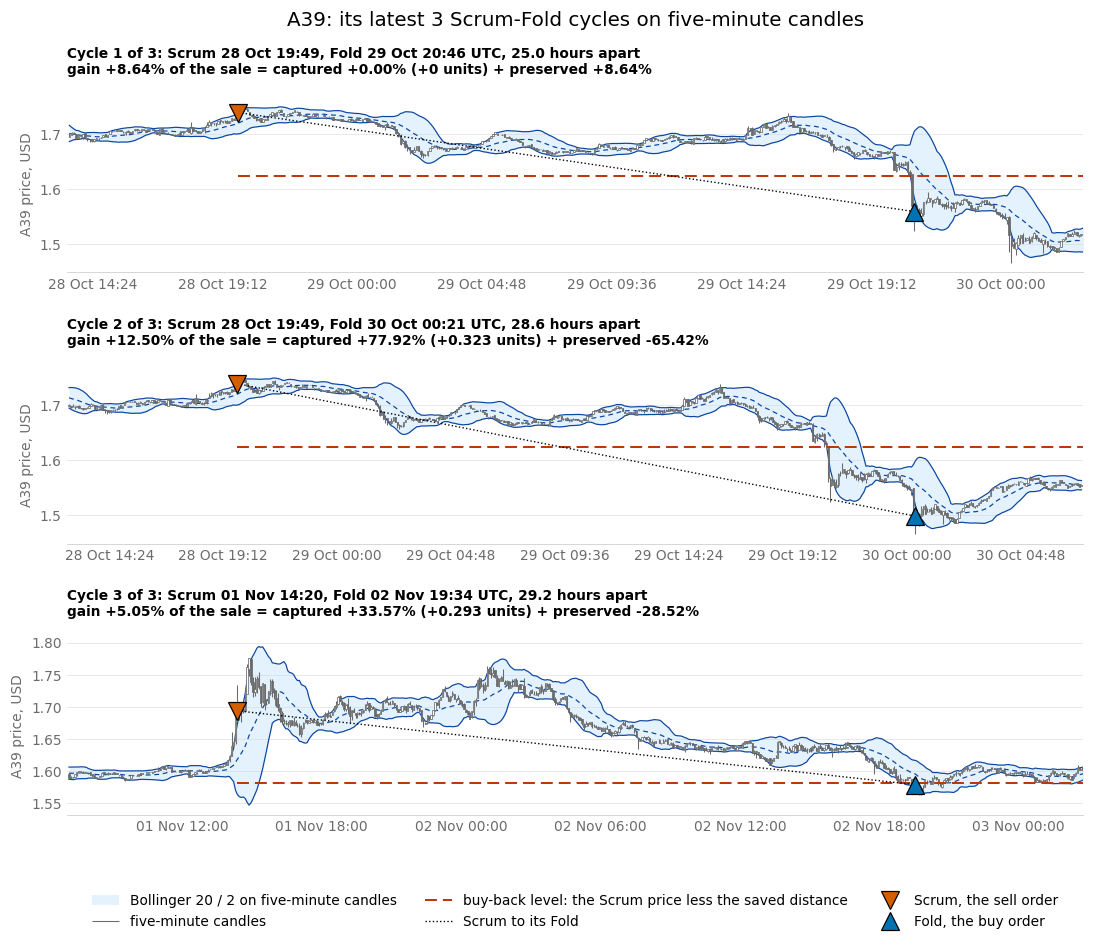 A39: its latest 3 Scrum-Fold cycles on five-minute candles
Cycle 1 of 3: Scrum 28 Oct 19:49, Fold 29 Oct 20:46 UTC, 25.0 hours apart
gain +8.64% of the sale = captured +0.00% (+0 units) + preserved +8.64%
A39 price, USD
1.7
1.6
1.5
28 Oct 14:24 28 Oct 19:12 29 Oct 00:00 29 Oct 04:48 29 Oct 09:36 29 Oct 14:24 29 Oct 19:12 30 Oct 00:00
Cycle 2 of 3: Scrum 28 Oct 19:49, Fold 30 Oct 00:21 UTC, 28.6 hours apart
gain +12.50% of the sale = captured +77.92% (+0.323 units) + preserved -65.42%
A39 price, USD
1.7
1.6
1.5
28 Oct 14:24 28 Oct 19:12 29 Oct 00:00 29 Oct 04:48 29 Oct 09:36 29 Oct 14:24 29 Oct 19:12 30 Oct 00:00 30 Oct 04:48
Cycle 3 of 3: Scrum 01 Nov 14:20, Fold 02 Nov 19:34 UTC, 29.2 hours apart
gain +5.05% of the sale = captured +33.57% (+0.293 units) + preserved -28.52%
A39 price, USD
1.80
1.75
1.70
1.65
1.60
1.55
01 Nov 12:00 01 Nov 18:00 02 Nov 00:00 02 Nov 06:00 02 Nov 12:00 02 Nov 18:00 03 Nov 00:00
Bollinger 20 / 2 on five-minute candles
five-minute candles
buy-back level: the Scrum price less the saved distance
Scrum to its Fold
Scrum, the sell order
Fold, the buy order